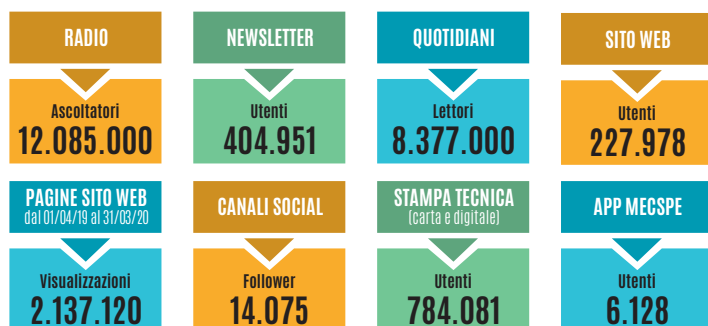 RADIO
Ascoltatori
12.085.000
NEWSLETTER
Utenti
404.951
QUOTIDIANI
Lettori
8.377.000
SITO WEB
Utenti
227.978
PAGINE SITO WEB
dal 01/04/19 al 31/03/20
Visualizzazioni
2.137.120
CANALI SOCIAL
Follower
14.075
STAMPA TECNICA
(carta e digitale)
Utenti
784.081
APP MECSPE
Utenti
6.128